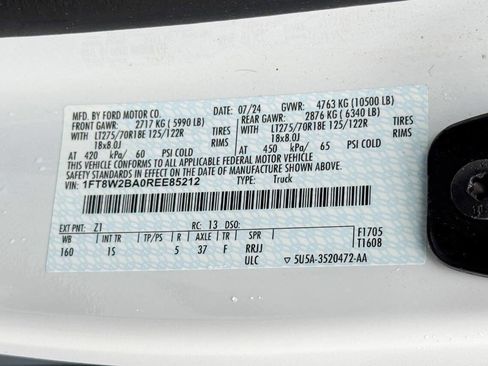 MFD. BY FORD MOTOR CO. 07/24 GVWR: 4763 KG (10500 LB)
FRONT GAWR: 2717 KG (5990 LB) REAR GAWR: 2876 KG (6340 LB)
WITH LT275/70R18E 125/122R TIRES WITH LT275/70R18E 125/122R TIRES
18x8.0J RIMS 18x8.0J RIMS
AT 420 kPa/ 60 PSI COLD AT 450 kPa/ 65 PSI COLD
THIS VEHICLE CONFORMS TO ALL APPLICABLE FEDERAL MOTOR VEHICLE
SAFETY STANDARDS IN EFFECT ON THE DATE OF MANUFACTURE SHOWN ABOVE.
VIN: 1FT8W2BA0REE85212 TYPE: Truck
EXT PNT: Z1 RC: 13 DSO: F1705
WB INT TR TP/PS R AXLE TR SPR T1608
160 1S 5 37 F RRJJ
ULC ▽ 5U5A-3520472-AA